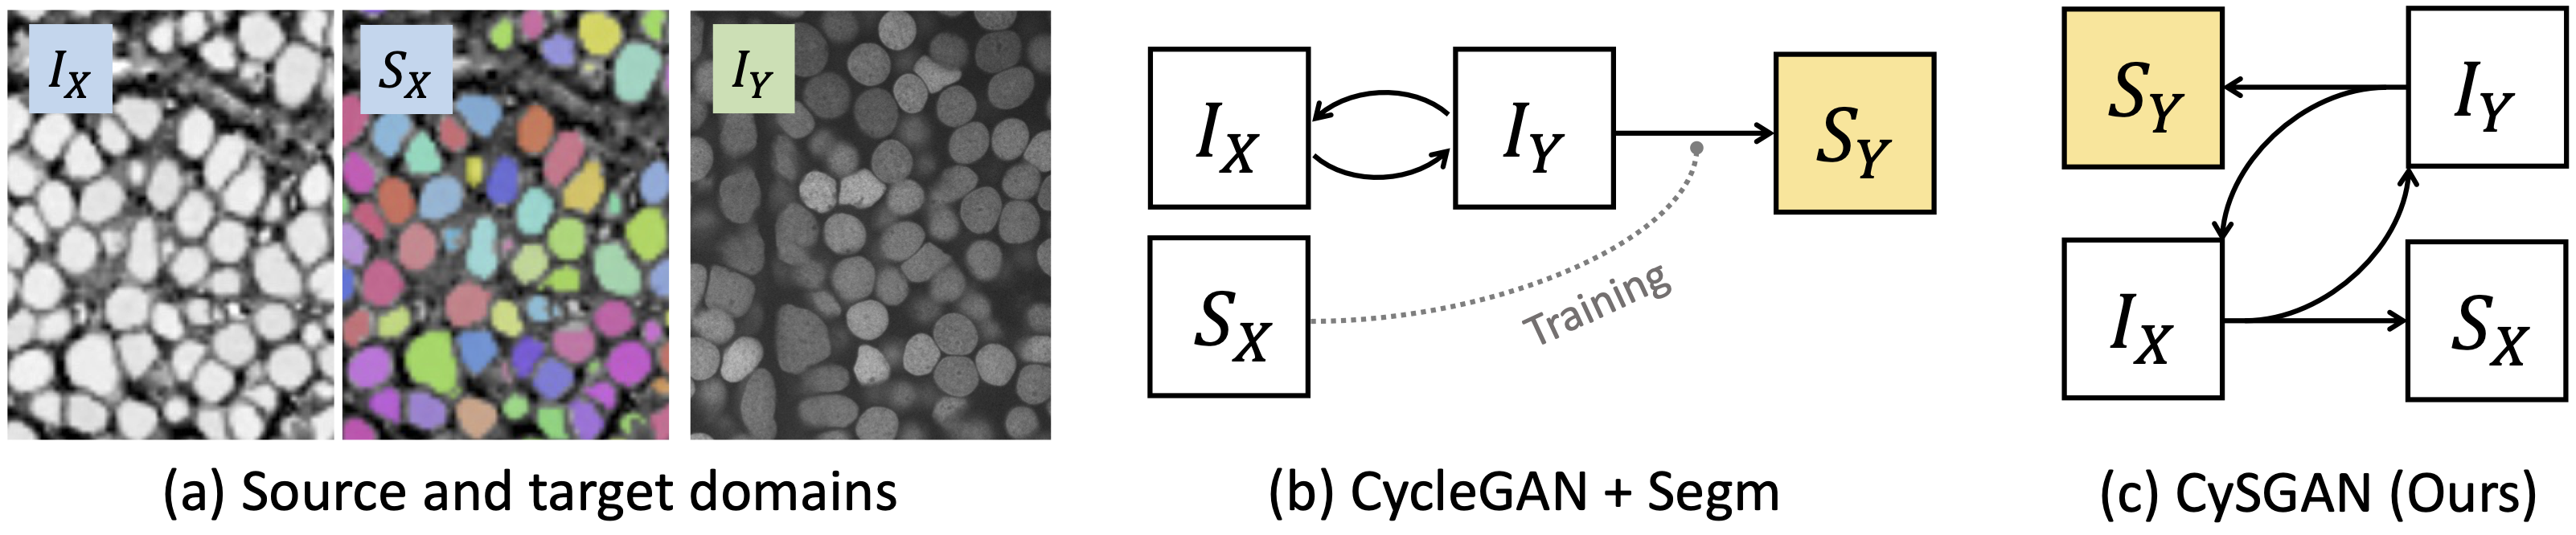 I_X
S_X
I_Y
(a) Source and target domains
I_X
I_Y
S_Y
S_X
Training
(b) CycleGAN + Segm
S_Y
I_Y
I_X
S_X
(c) CySGAN (Ours)